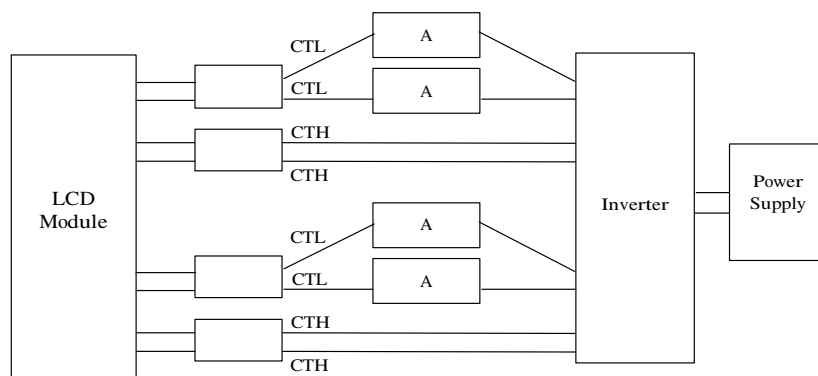 CTL
A
CTL
A
CTH
CTH
LCD
Module
Inverter
Power
Supply
CTL
A
CTL
A
CTH
CTH